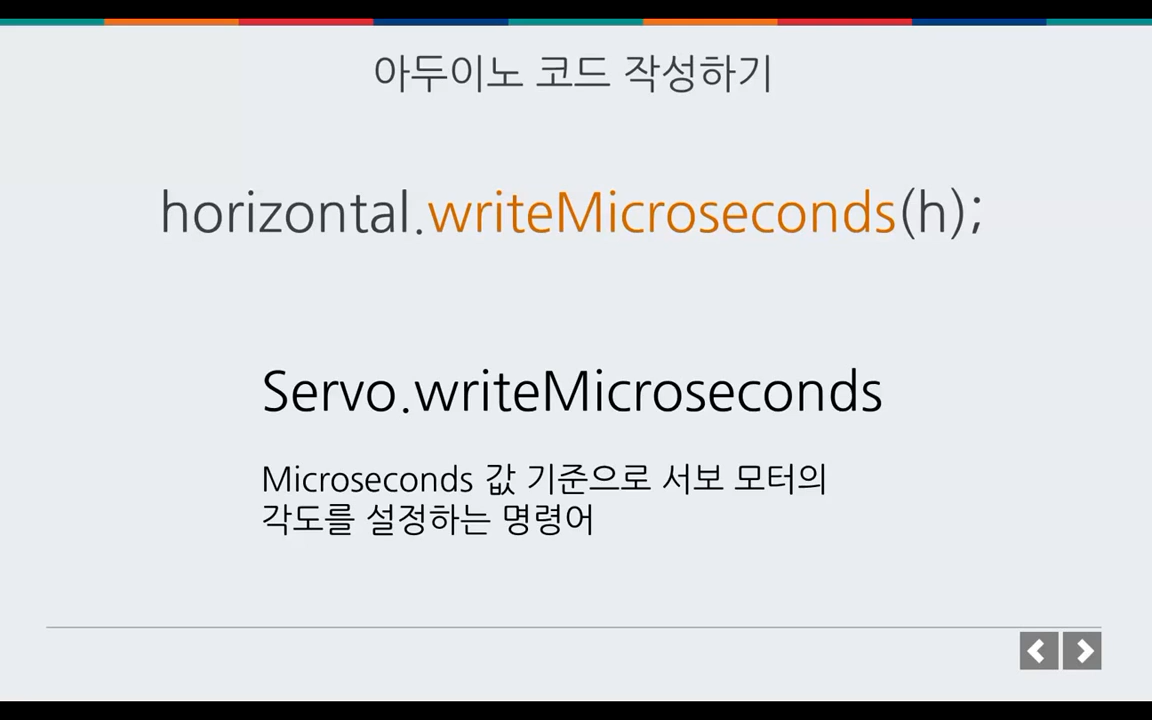 아두이노 코드 작성하기
horizontal.writeMicroseconds(h);
Servo.writeMicroseconds
Microseconds 값 기준으로 서보 모터의
각도를 설정하는 명령어